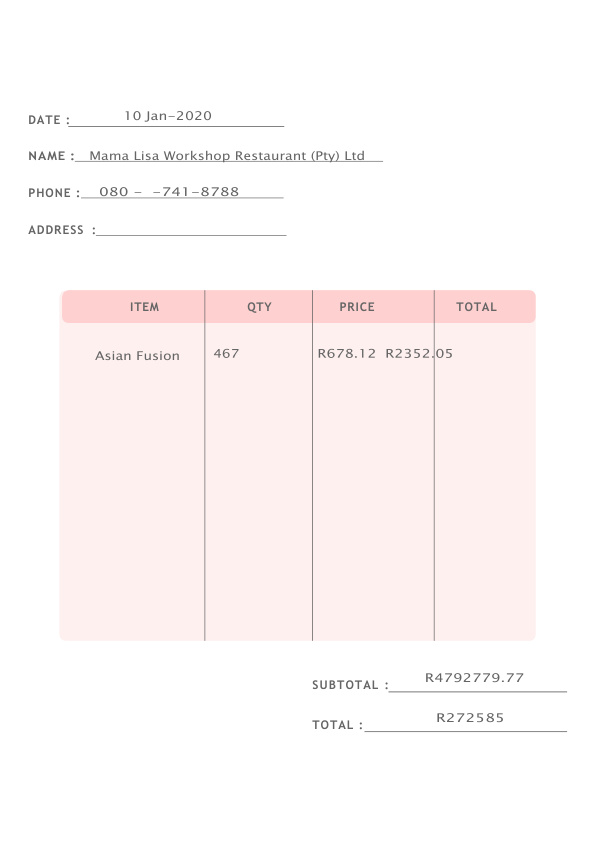 DATE : 10 Jan-2020
NAME : Mama Lisa Workshop Restaurant (Pty) Ltd
PHONE : 080 - -741-8788
ADDRESS :
ITEM QTY PRICE TOTAL
Asian Fusion 467 R678.12 R2352.05
SUBTOTAL : R4792779.77
TOTAL : R272585